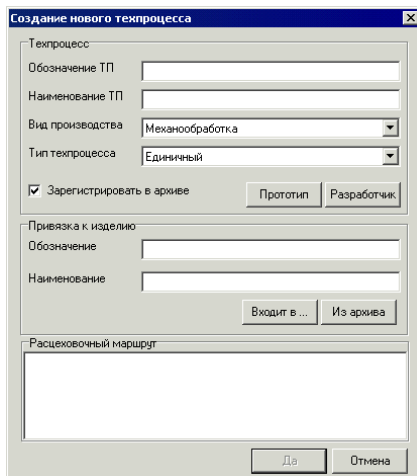 Создание нового техпроцесса
Техпроцесс
Обозначение ТП
Наименование ТП
Вид производства Механообработка
Тип техпроцесса Единичный
Зарегистрировать в архиве Прототип Разработчик
Привязка к изделию
Обозначение
Наименование
Входит в ... Из архива
Расцеховочный маршрут
Да Отмена